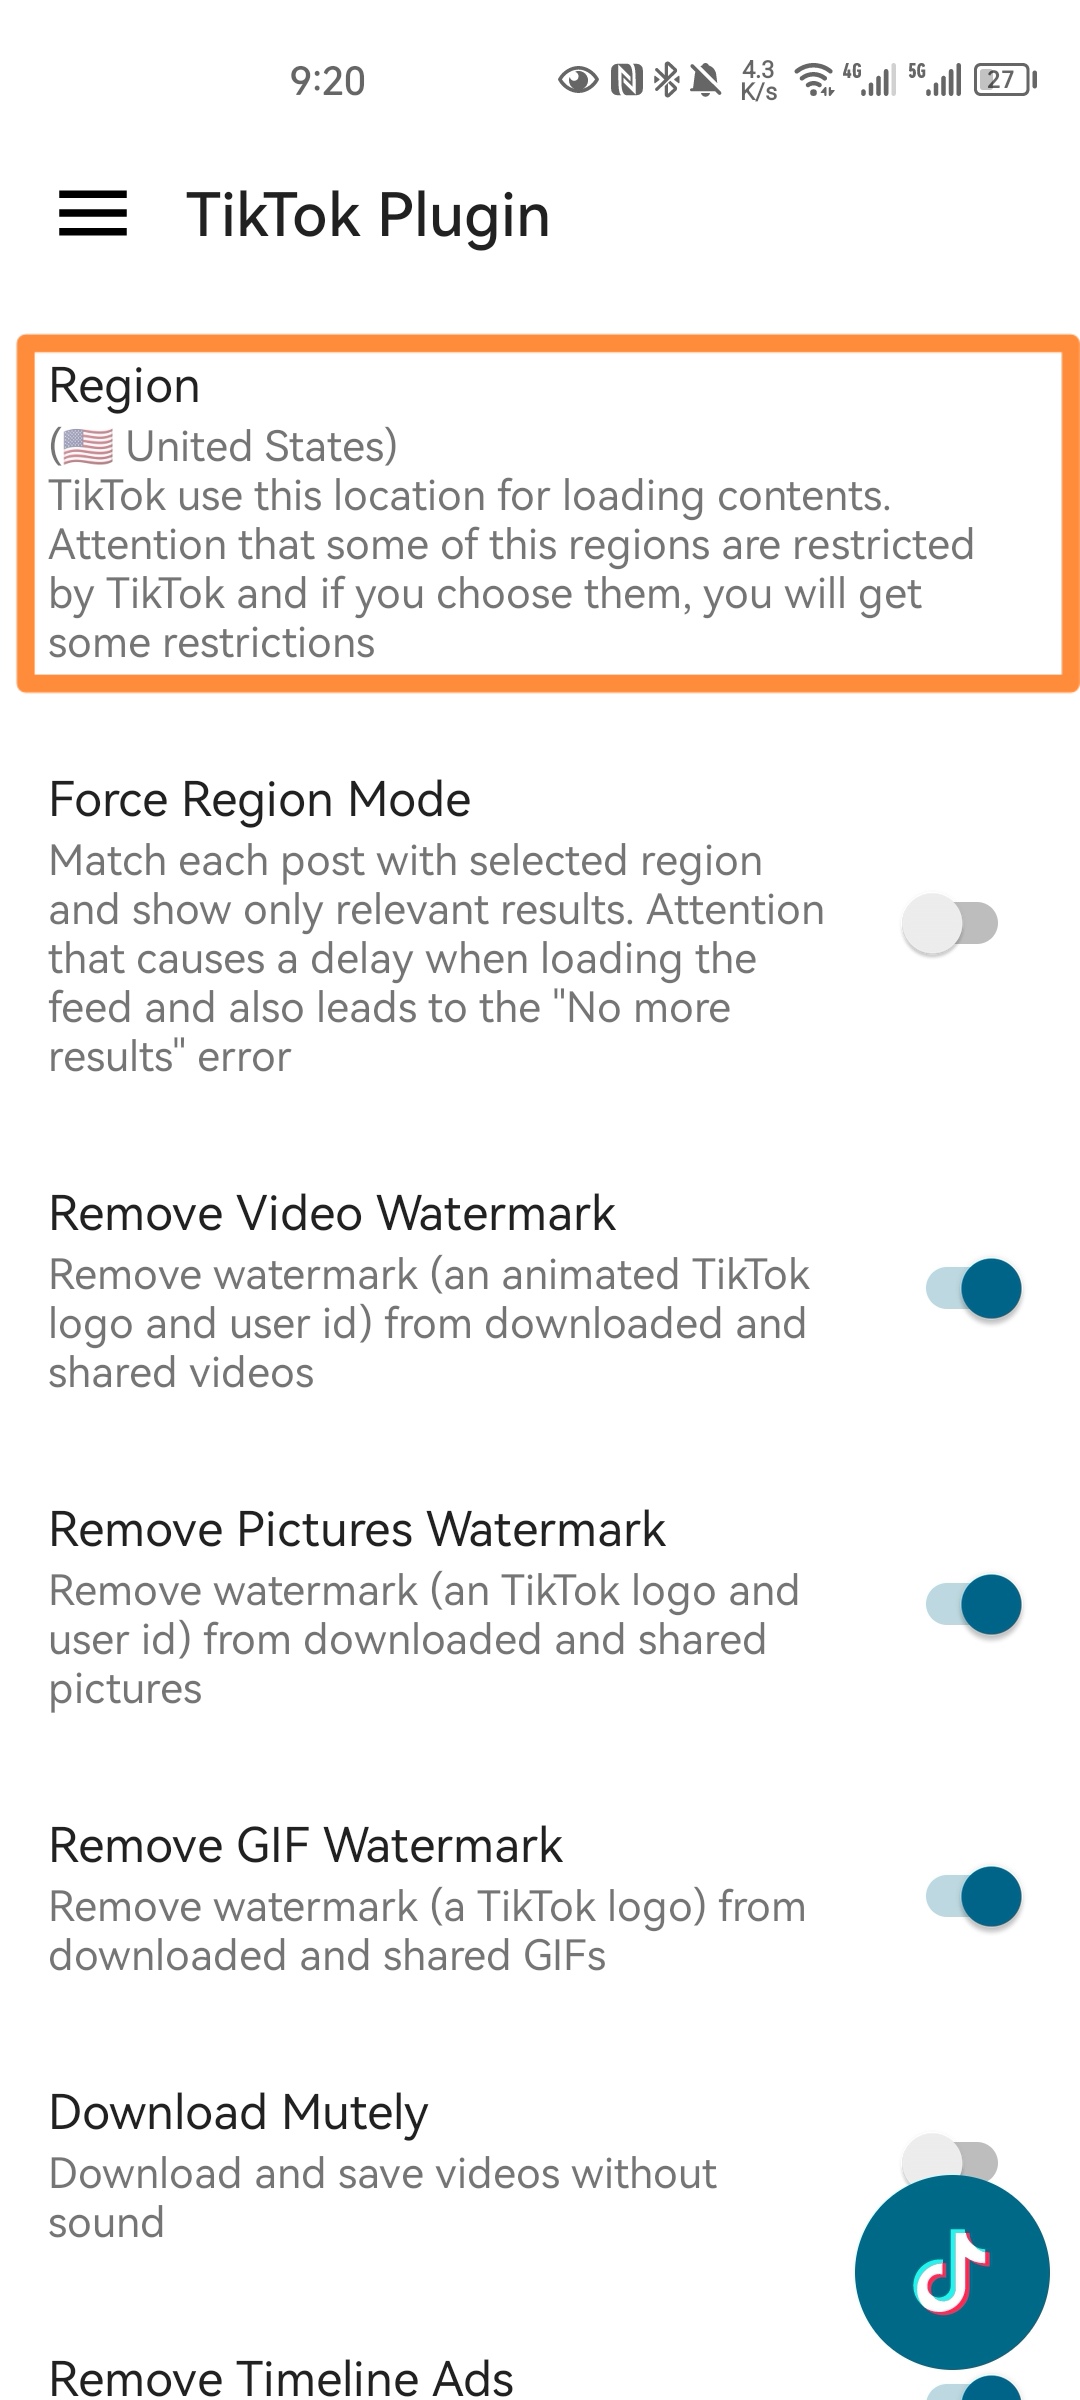 9:20
4.3
K/s
4G
5G
27
TikTok Plugin
Region
(🇺🇸 United States)
TikTok use this location for loading contents.
Attention that some of this regions are restricted
by TikTok and if you choose them, you will get
some restrictions
Force Region Mode
Match each post with selected region
and show only relevant results. Attention
that causes a delay when loading the
feed and also leads to the "No more
results" error
Remove Video Watermark
Remove watermark (an animated TikTok
logo and user id) from downloaded and
shared videos
Remove Pictures Watermark
Remove watermark (an TikTok logo and
user id) from downloaded and shared
pictures
Remove GIF Watermark
Remove watermark (a TikTok logo) from
downloaded and shared GIFs
Download Mutely
Download and save videos without
sound
Remove Timeline Ads